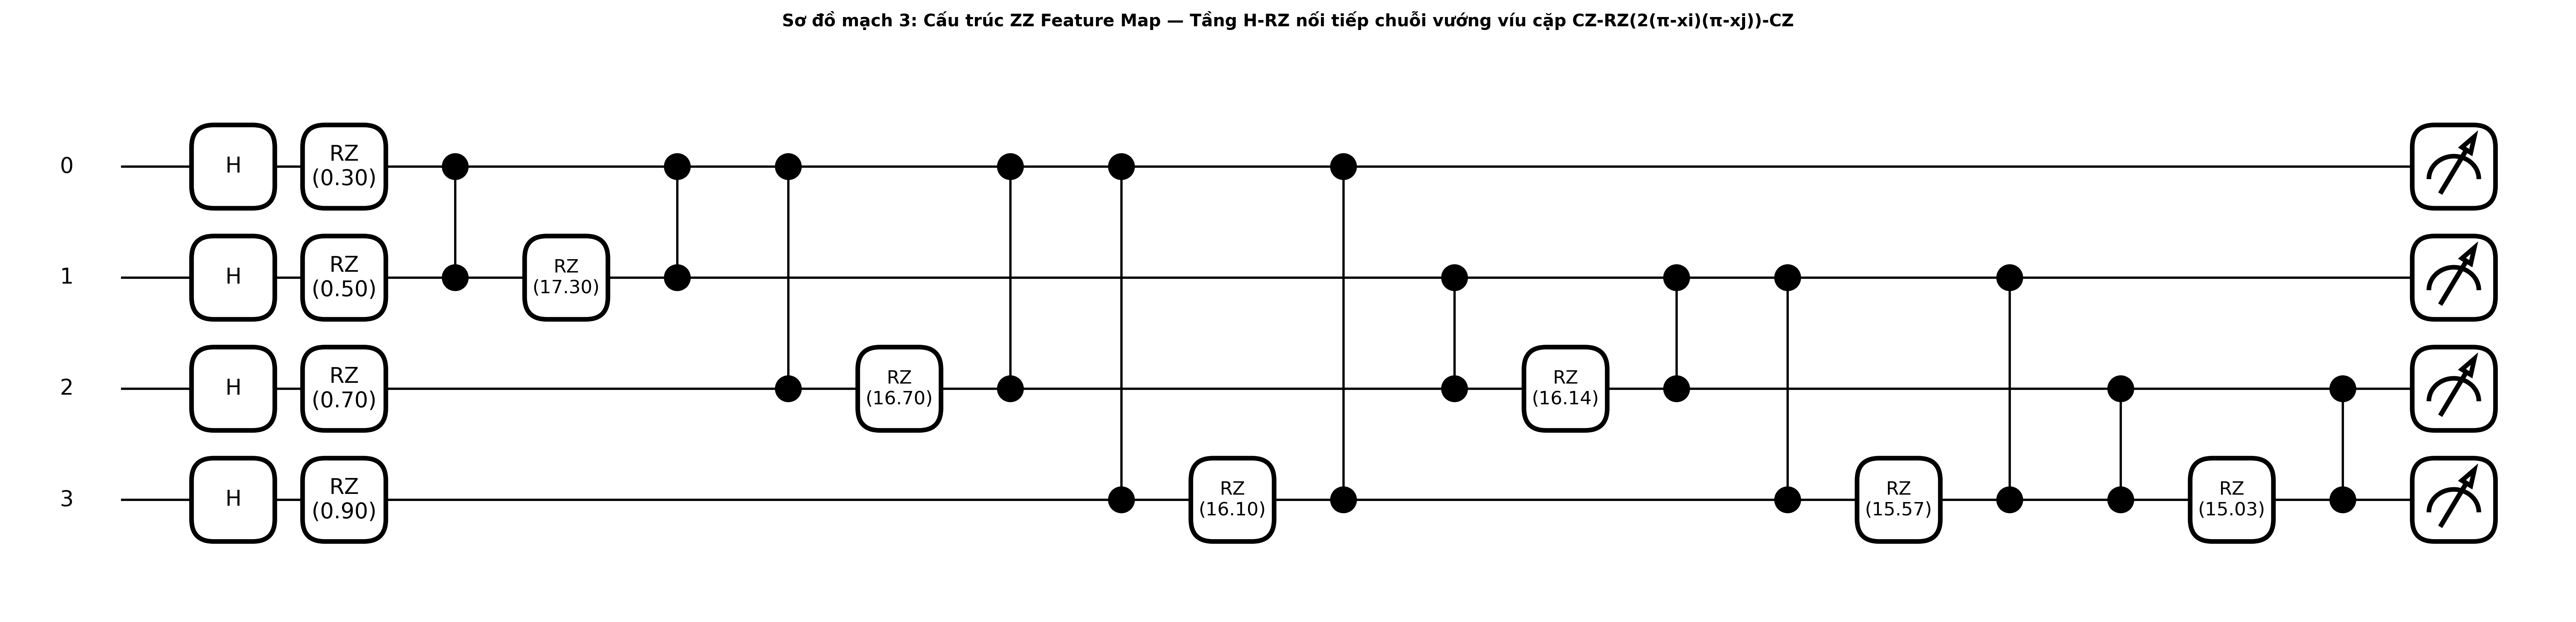 Sơ đồ mạch 3: Cấu trúc ZZ Feature Map — Tầng H-RZ nối tiếp chuỗi vướng víu cặp CZ-RZ(2(π-xi)(π-xj))-CZ
0
H
RZ
(0.30)
1
H
RZ
(0.50)
RZ
(17.30)
2
H
RZ
(0.70)
RZ
(16.70)
RZ
(16.14)
3
H
RZ
(0.90)
RZ
(16.10)
RZ
(15.57)
RZ
(15.03)